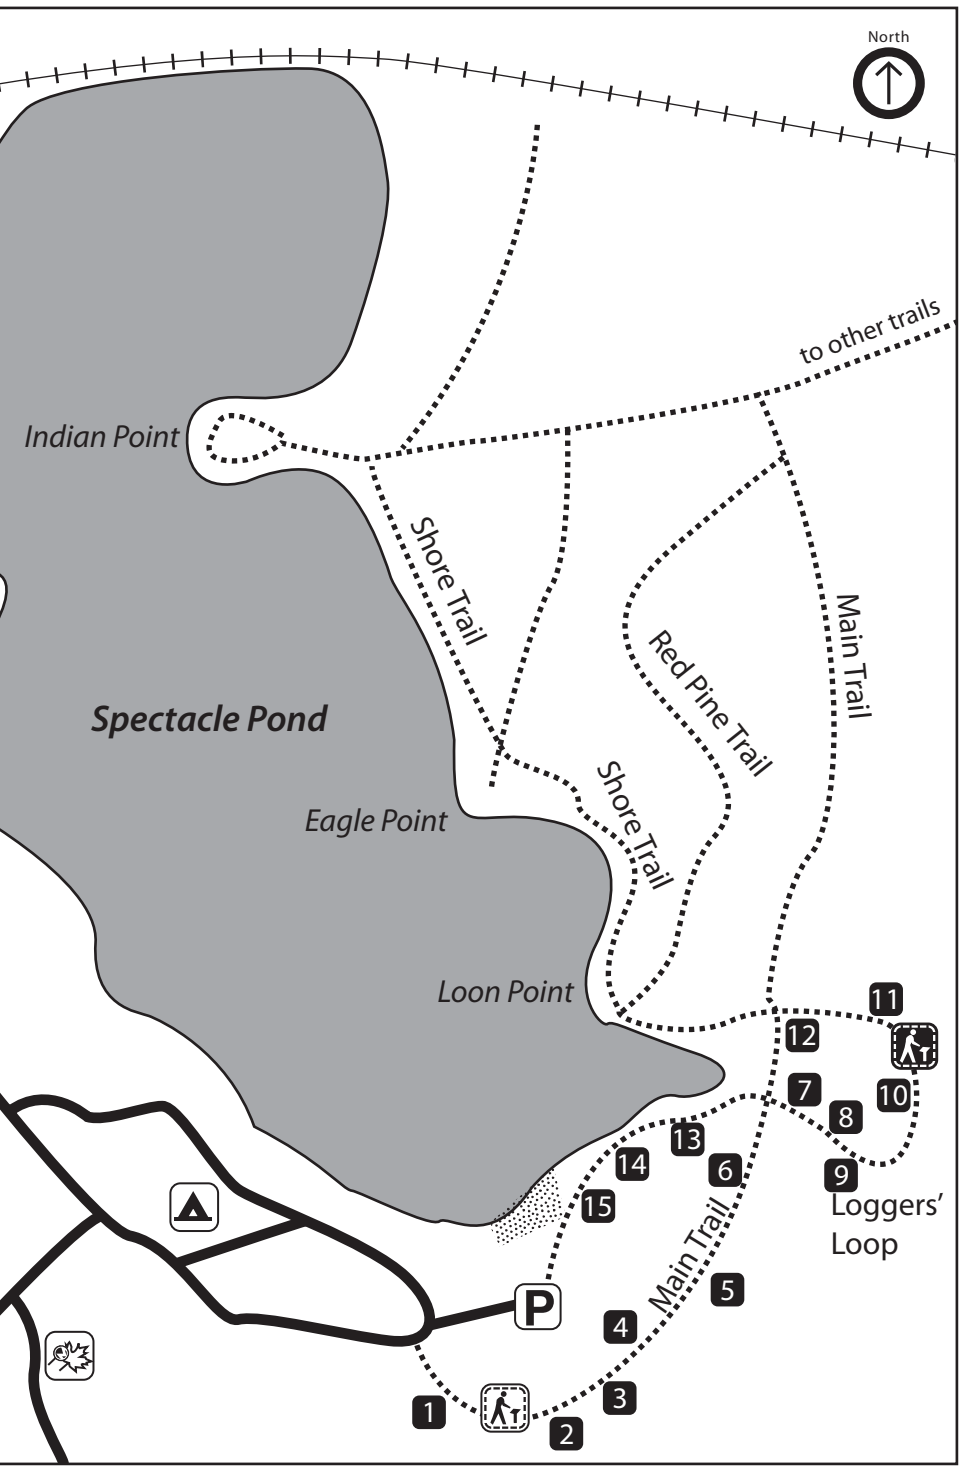 North
to other trails
Indian Point
Shore Trail
Main Trail
Red Pine Trail
Spectacle Pond
Shore Trail
Eagle Point
Loon Point
11
12
10
7
8
13
14
6
9
15
Loggers’
Loop
Main Trail
5
P
4
3
1
2